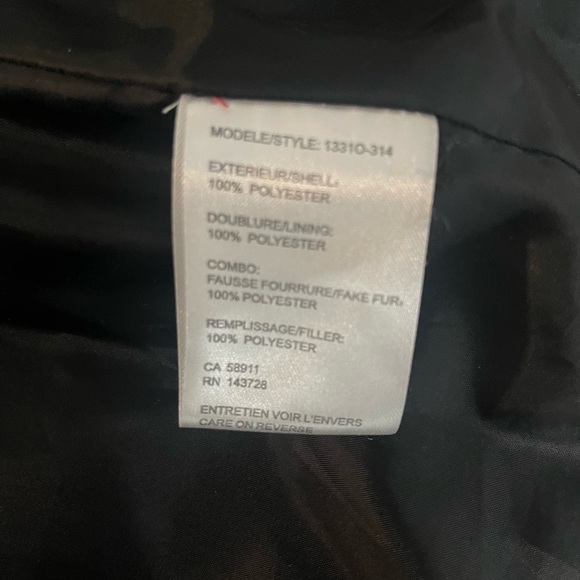 MODELE/STYLE: 1331O-314
EXTERIEUR/SHELL:
100% POLYESTER
DOUBLURE/LINING:
100% POLYESTER
COMBO:
FAUSSE FOURRURE/FAKE FUR:
100% POLYESTER
REMPLISSAGE/FILLER:
100% POLYESTER
CA 58911
RN 143728
ENTRETIEN VOIR L'ENVERS
CARE ON REVERSE